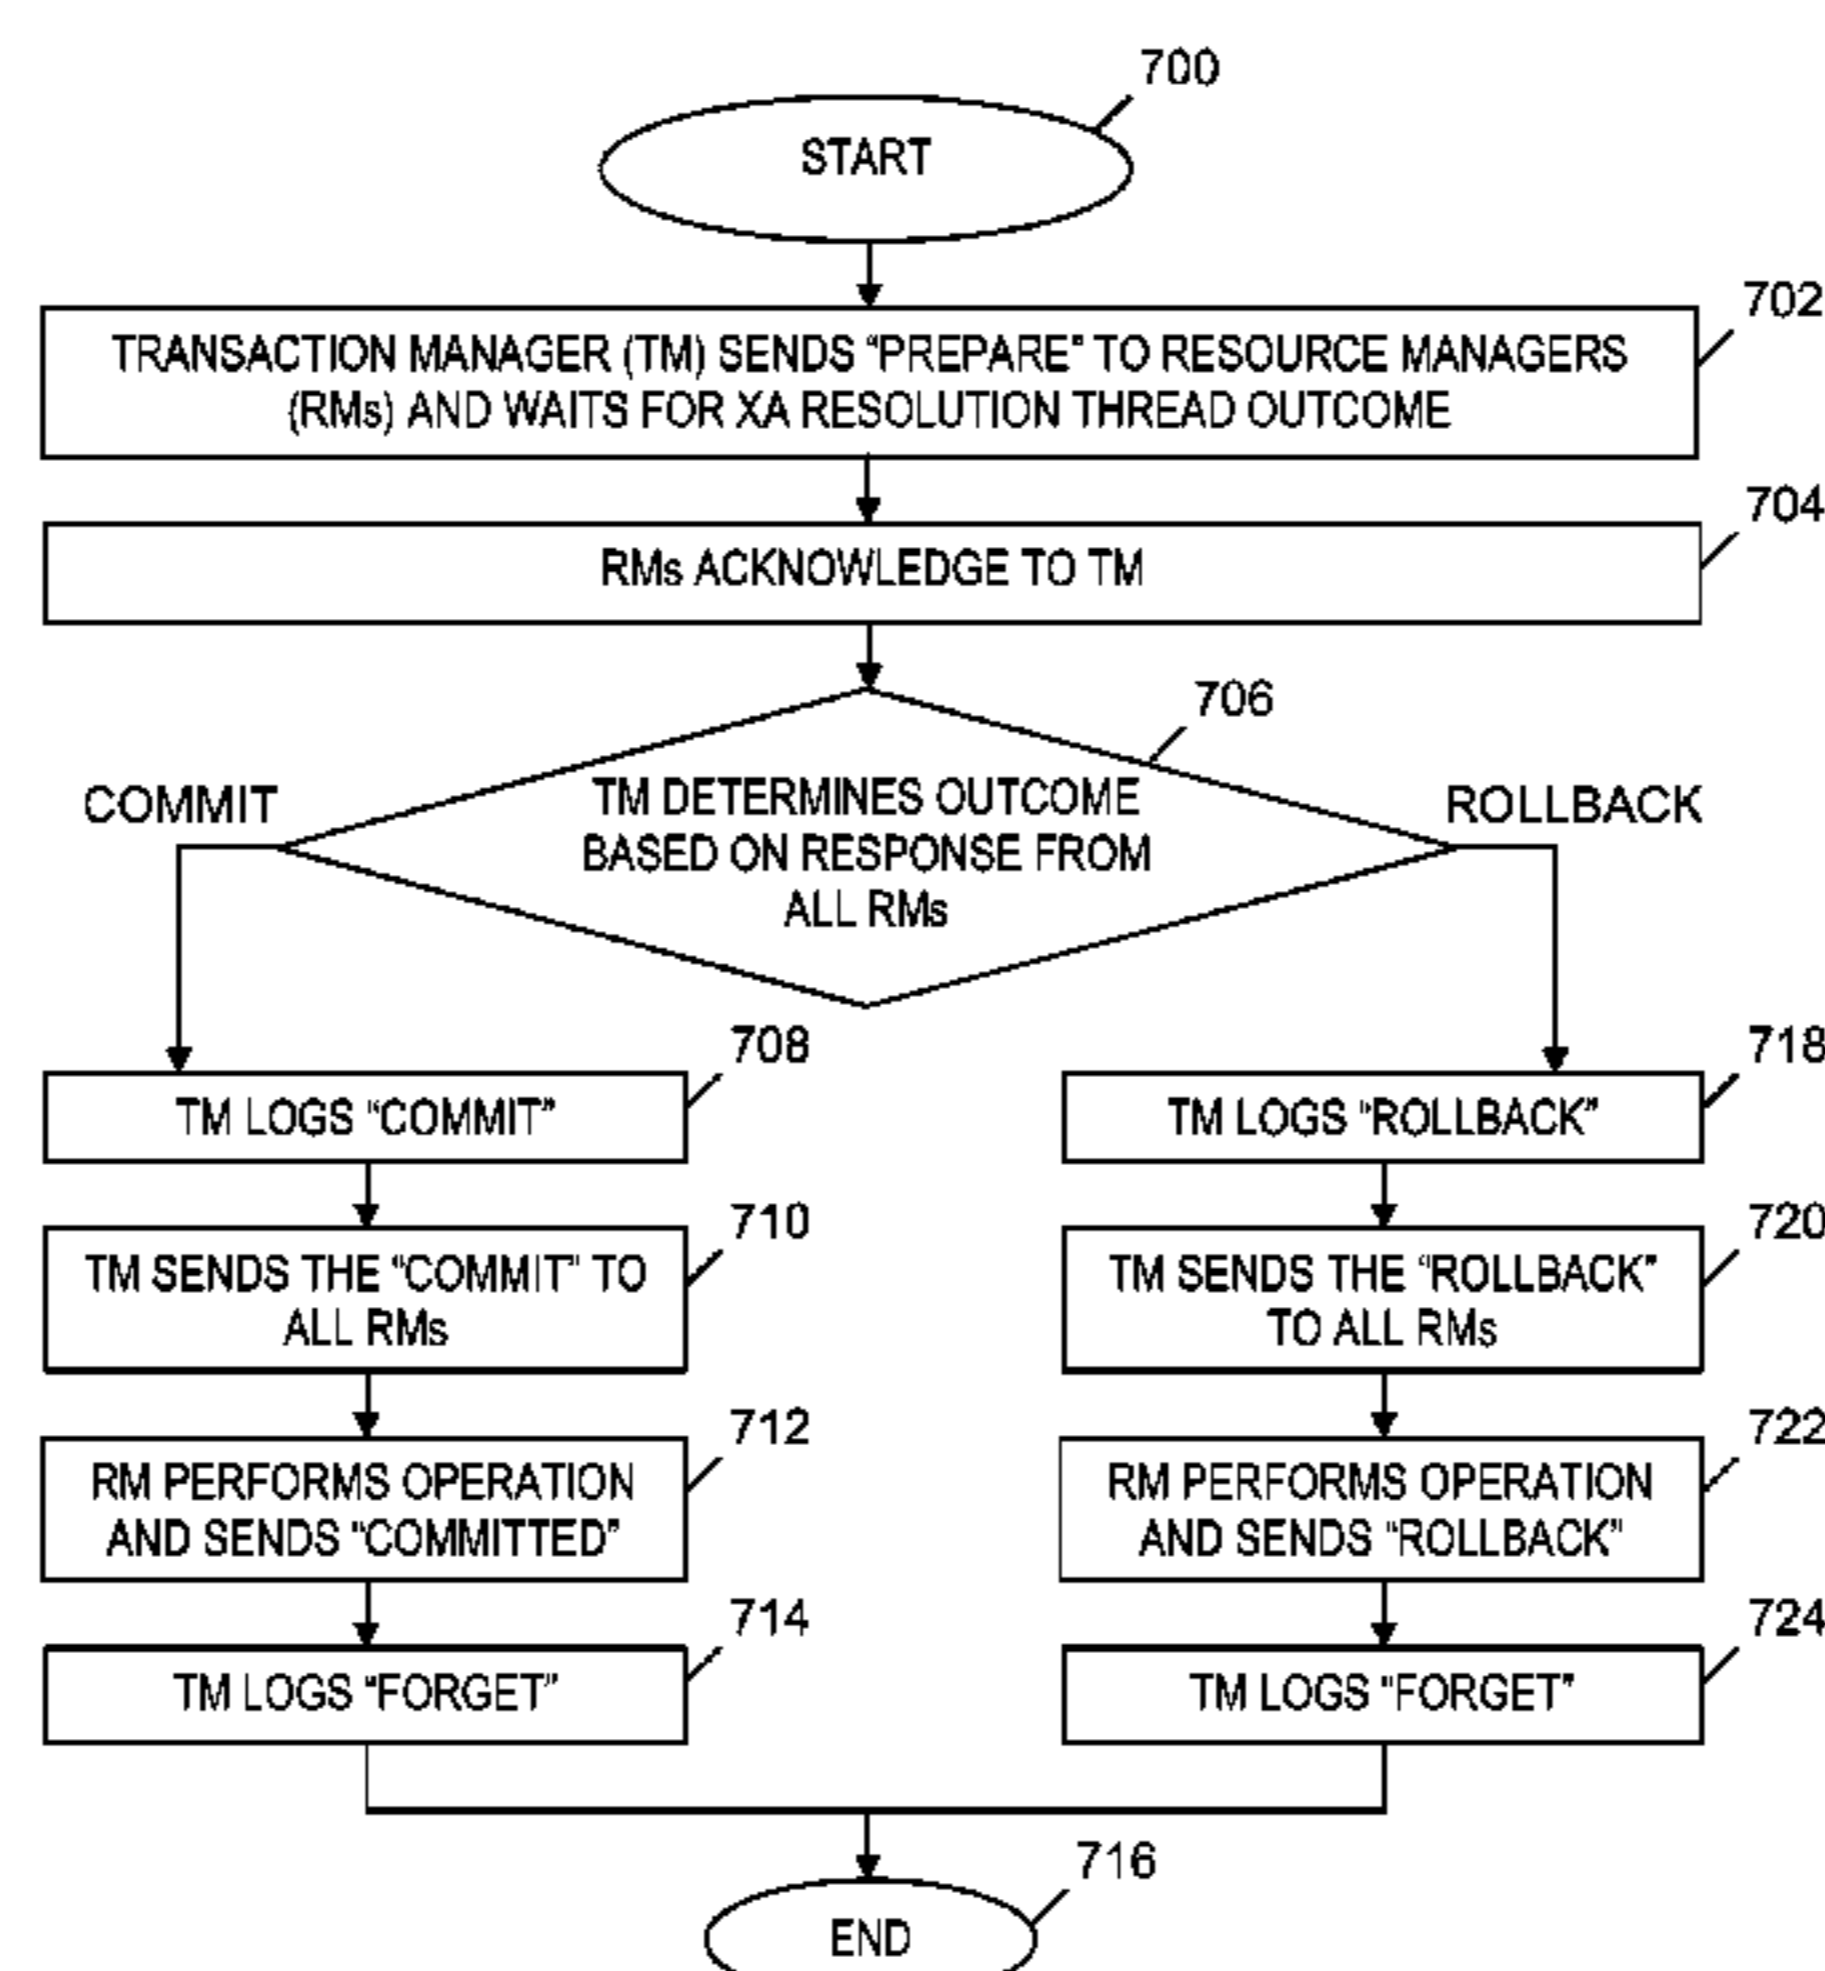 700
START
702
TRANSACTION MANAGER (TM) SENDS “PREPARE” TO RESOURCE MANAGERS
(RMs) AND WAITS FOR XA RESOLUTION THREAD OUTCOME
704
RMs ACKNOWLEDGE TO TM
706
COMMIT
TM DETERMINES OUTCOME
BASED ON RESPONSE FROM
ALL RMs
ROLLBACK
708
TM LOGS “COMMIT”
710
TM SENDS THE “COMMIT” TO
ALL RMs
712
RM PERFORMS OPERATION
AND SENDS “COMMITTED”
714
TM LOGS “FORGET”
718
TM LOGS “ROLLBACK”
720
TM SENDS THE “ROLLBACK”
TO ALL RMs
722
RM PERFORMS OPERATION
AND SENDS “ROLLBACK”
724
TM LOGS “FORGET”
716
END